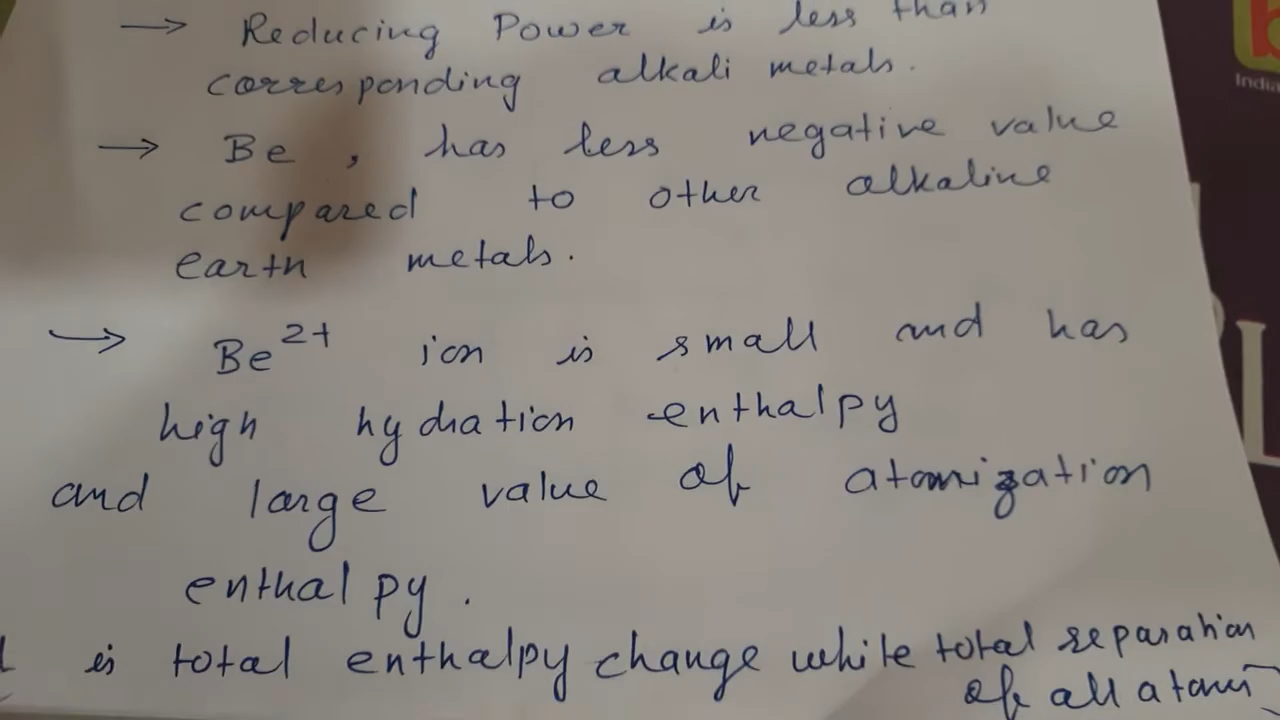 → Reducing Power is less than
corresponding alkali metals.
→ Be, has less negative value
compared to other alkaline
earth metals.
→ Be²⁺ ion is small and has
high hydration enthalpy
and large value of atomization
enthalpy.
is total enthalpy change while total separation
of all atoms
India